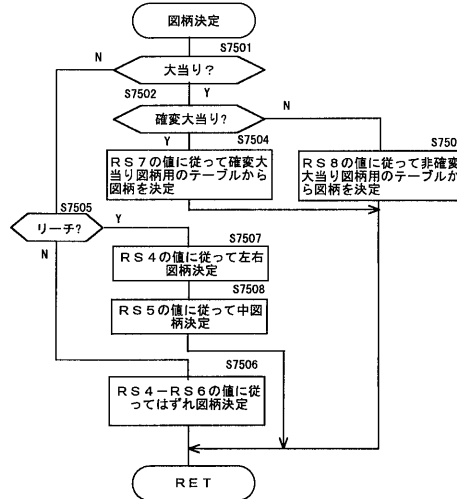 図柄決定
S7501
大当り?
N
Y
S7502
確変大当り?
N
Y
S7504
RS7の値に従って確変大
当り図柄用のテーブルから
図柄を決定
S750
RS8の値に従って非確変
大当り図柄用のテーブルか
ら図柄を決定
S7505
リーチ?
Y
N
S7507
RS4の値に従って左右
図柄決定
S7508
RS5の値に従って中図
柄決定
S7506
RS4-RS6の値に従
ってはずれ図柄決定
RET